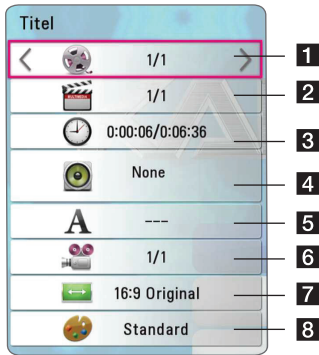 Titel
1/1 1
1/1 2
0:00:06/0:06:36 3
None 4
A --- 5
1/1 6
16:9 Original 7
Standard 8